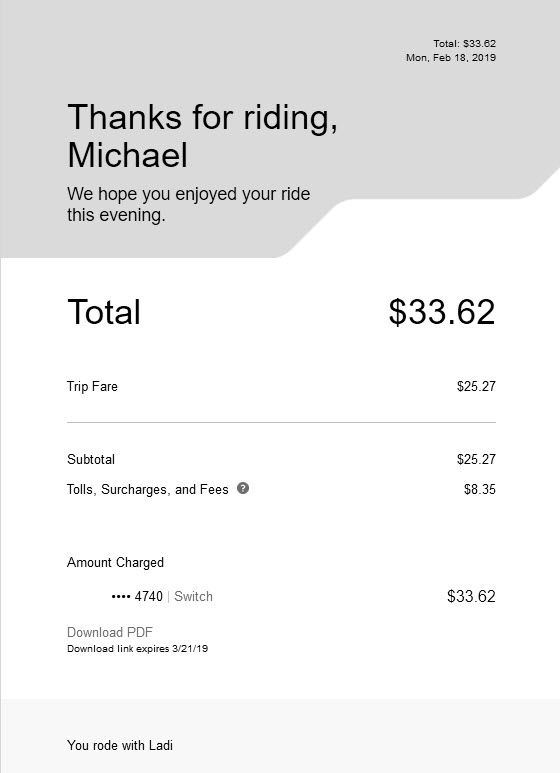 Total: $33.62
Mon, Feb 18, 2019
Thanks for riding,
Michael
We hope you enjoyed your ride
this evening.
Total $33.62
Trip Fare $25.27
Subtotal $25.27
Tolls, Surcharges, and Fees ? $8.35
Amount Charged
•••• 4740 | Switch $33.62
Download PDF
Download link expires 3/21/19
You rode with Ladi